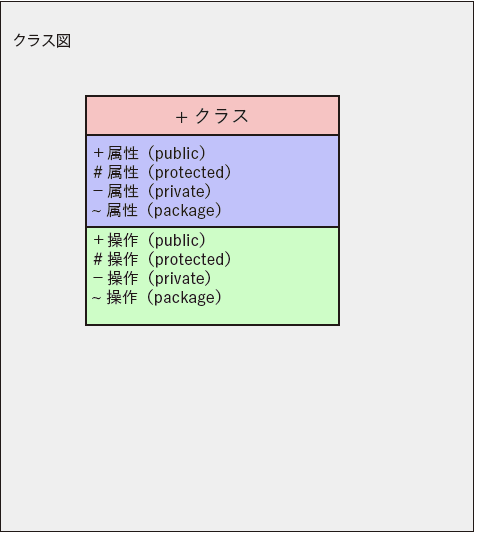 クラス図
+ クラス
+ 属性（public）
# 属性（protected）
− 属性（private）
~ 属性（package）
+ 操作（public）
# 操作（protected）
− 操作（private）
~ 操作（package）